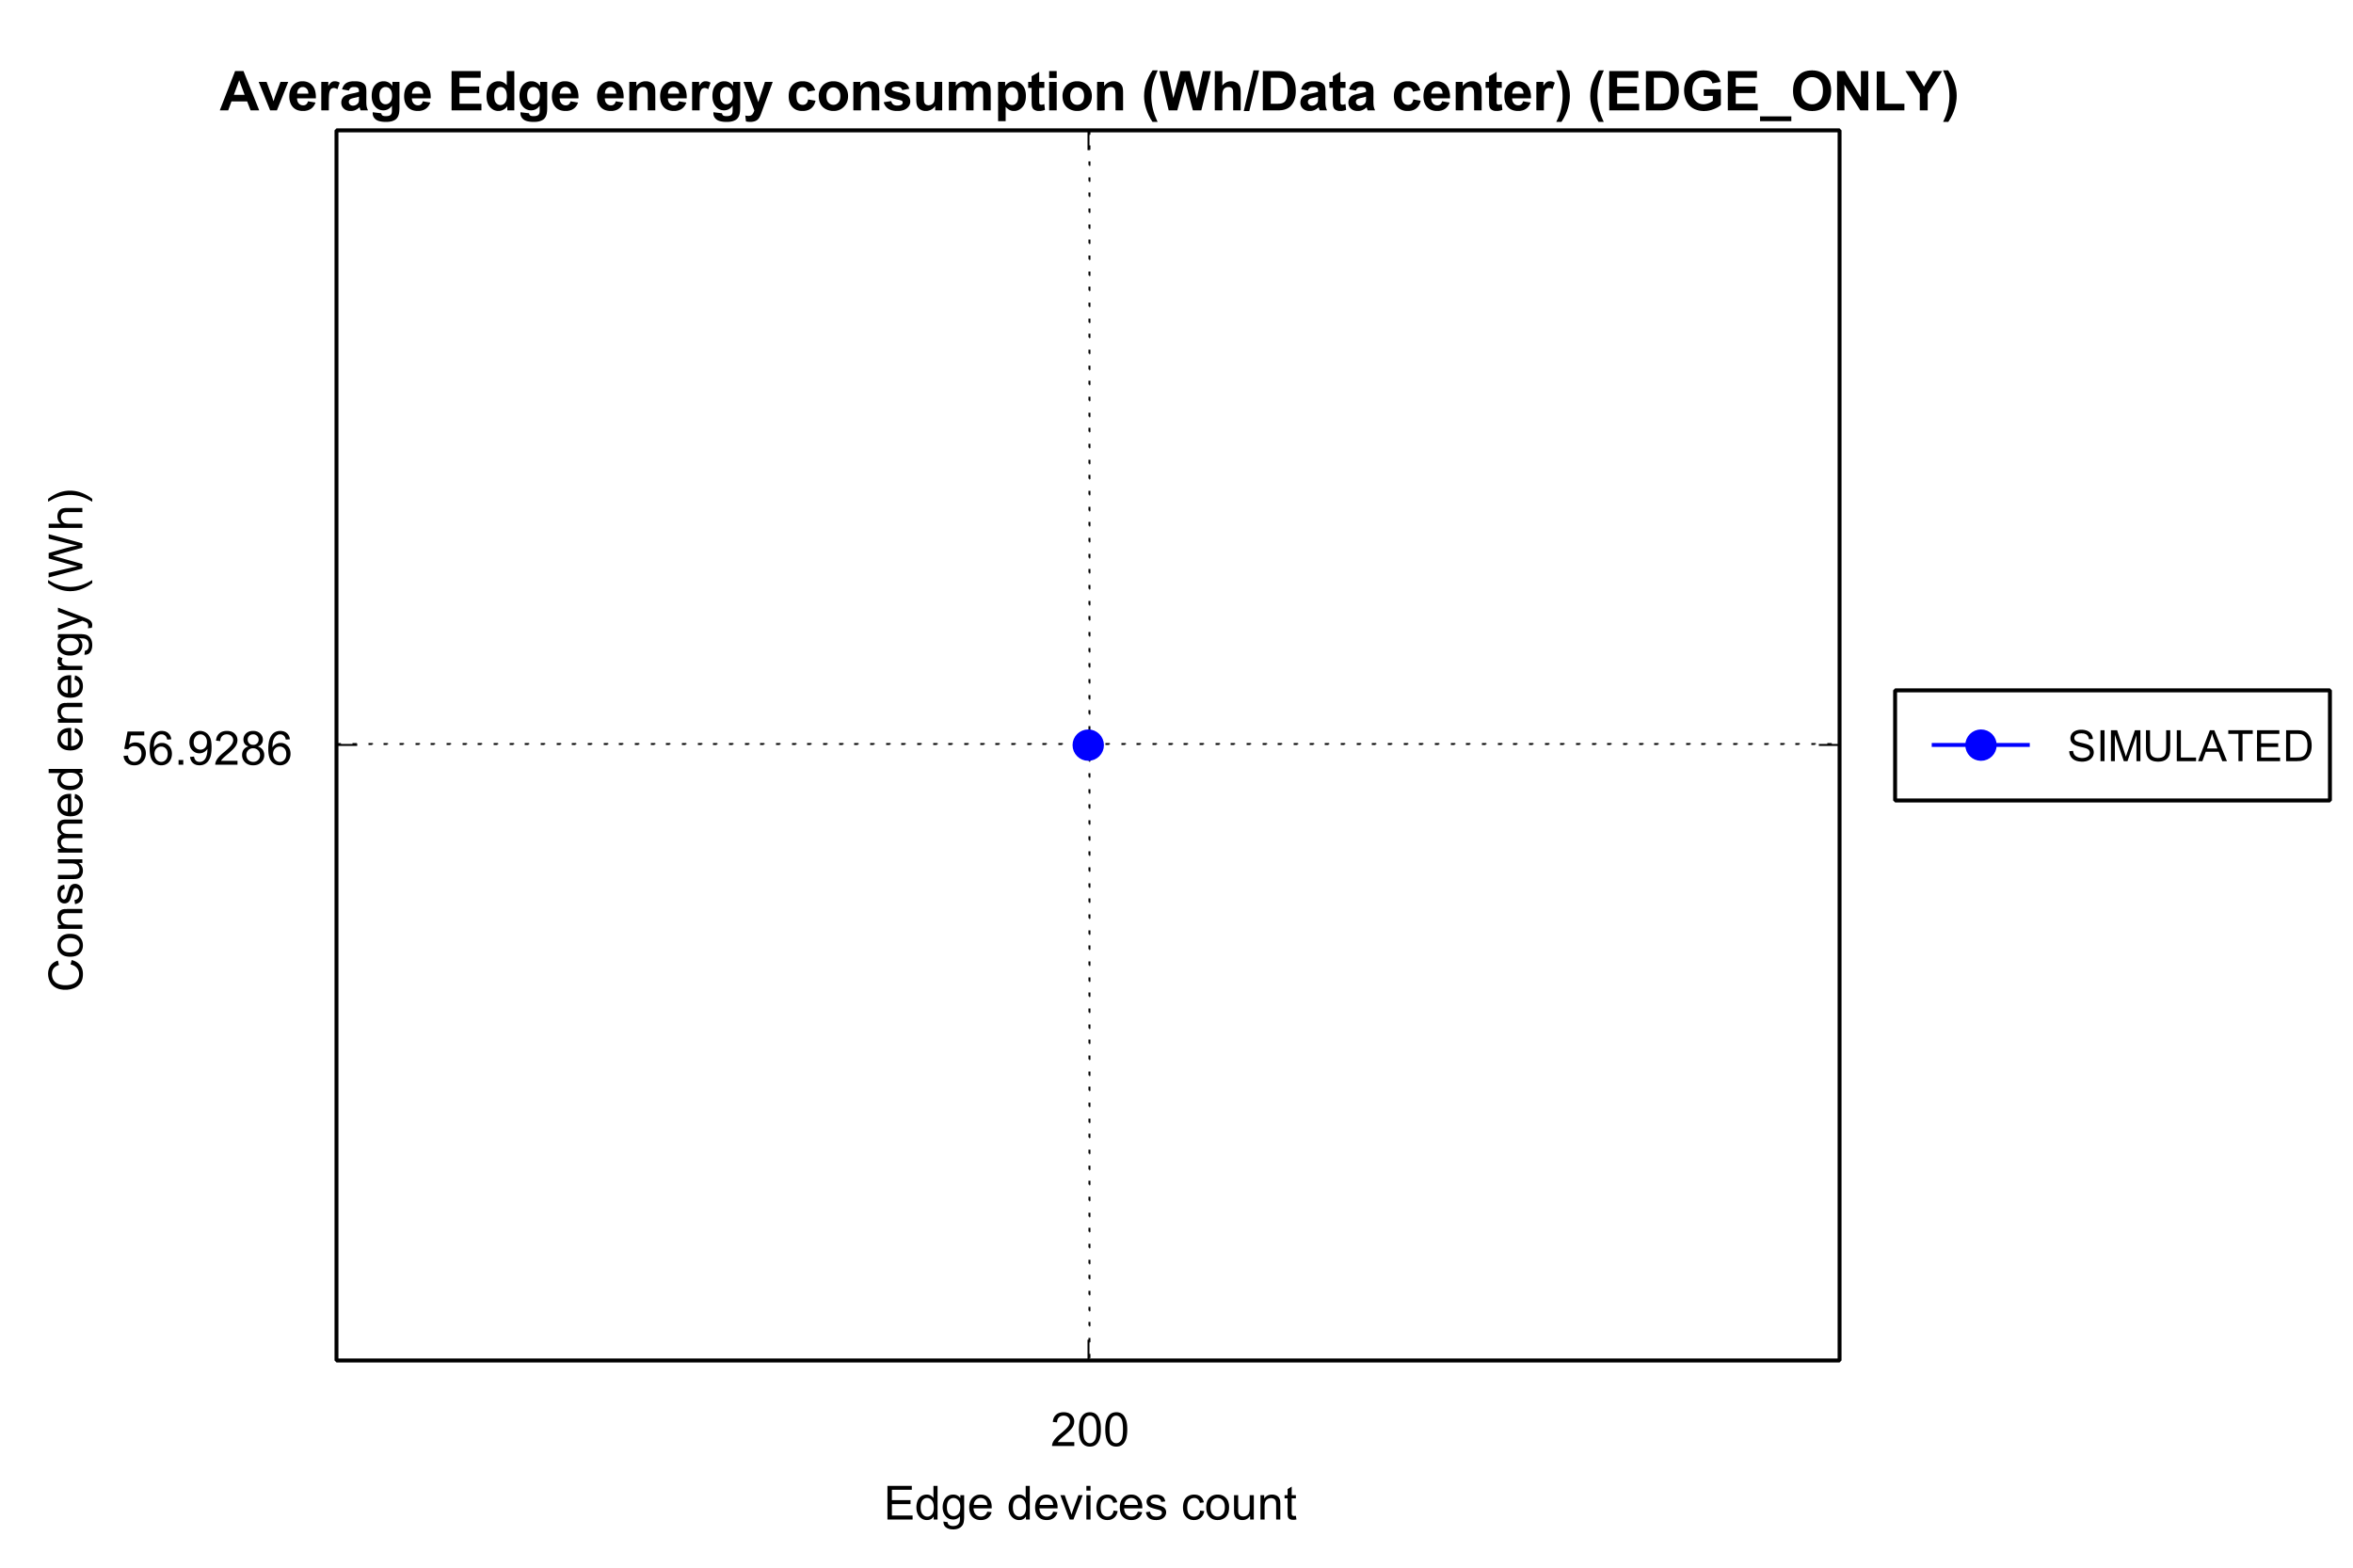 Average Edge energy consumption (Wh/Data center) (EDGE_ONLY)
Consumed energy (Wh)
56.9286
SIMULATED
200
Edge devices count